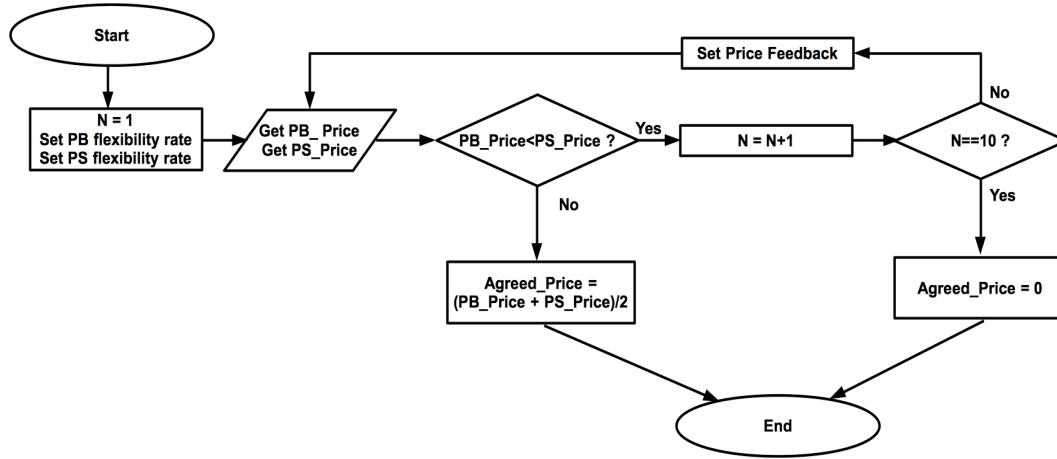 Start
Set Price Feedback
No
N = 1
Set PB flexibility rate
Set PS flexibility rate
Get PB_ Price
Get PS_Price
PB_Price<PS_Price ?
Yes
N = N+1
N==10 ?
No
Yes
Agreed_Price =
(PB_Price + PS_Price)/2
Agreed_Price = 0
End